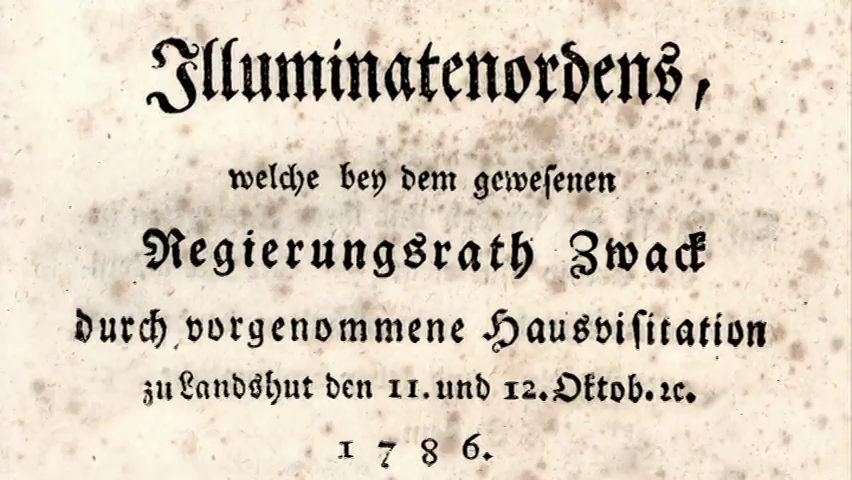 Illuminatenordens,
welche bey dem gewesenen
Regierungsrath Zwack
durch vorgenommene Hausvisitation
zu Landshut den 11. und 12. Oktob. ꝛc.
1786.